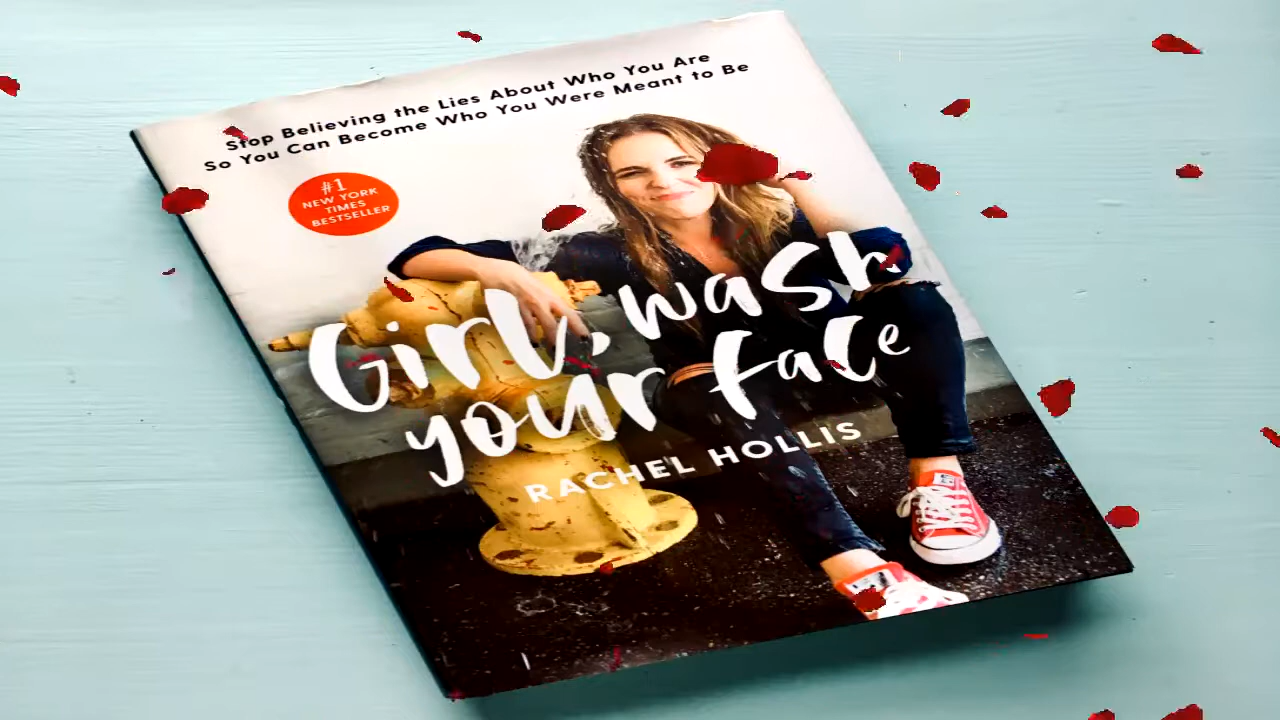 Stop Believing the Lies About Who You Are
So You Can Become Who You Were Meant to Be
#1
NEW YORK
TIMES
BESTSELLER
Girl, wash
your face
RACHEL HOLLIS